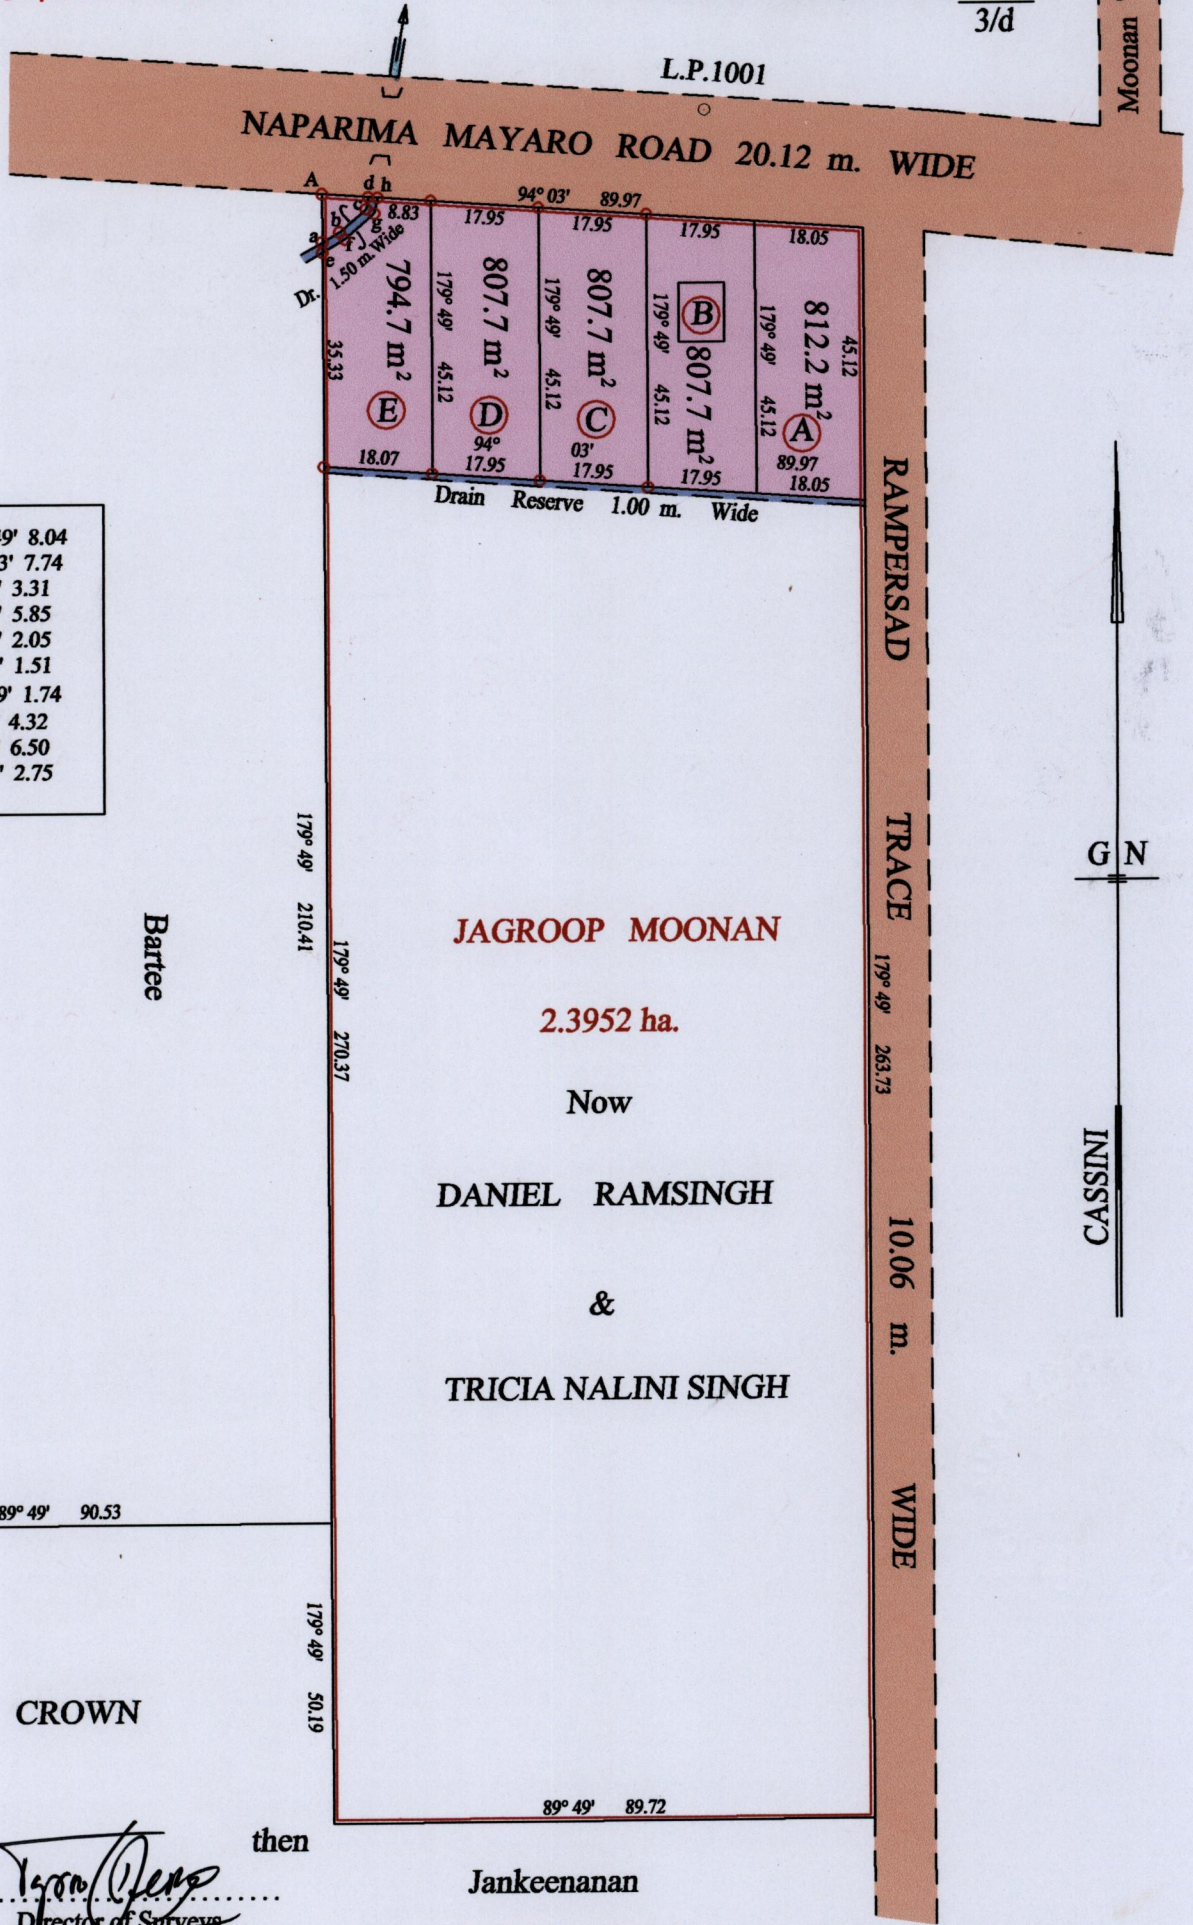 3/d
Moonan
L.P.1001
NAPARIMA MAYARO ROAD 20.12 m. WIDE
A
d h
94° 03' 89.97
c
8.83
17.95
17.95
17.95
18.05
b
g
a
f
e
Dr. 1.50 m. Wide
35.33
794.7 m²
E
18.07
179° 49' 45.12
807.7 m²
D
94°
17.95
179° 49' 45.12
807.7 m²
C
03'
17.95
179° 49' 45.12
B
807.7 m²
17.95
179° 49' 45.12
812.2 m²
A
45.12
89.97
18.05
Drain Reserve 1.00 m. Wide
9' 8.04
3' 7.74
' 3.31
' 5.85
' 2.05
' 1.51
9' 1.74
4.32
6.50
' 2.75
RAMPERSAD TRACE 10.06 m. WIDE
179° 49' 263.73
G N
CASSINI
179° 49' 210.41
179° 49' 270.37
Bartee
JAGROOP MOONAN
2.3952 ha.
Now
DANIEL RAMSINGH
&
TRICIA NALINI SINGH
89° 49' 90.53
179° 49' 50.19
CROWN
89° 49' 89.72
then
Jankeenanan
Director of Surveys